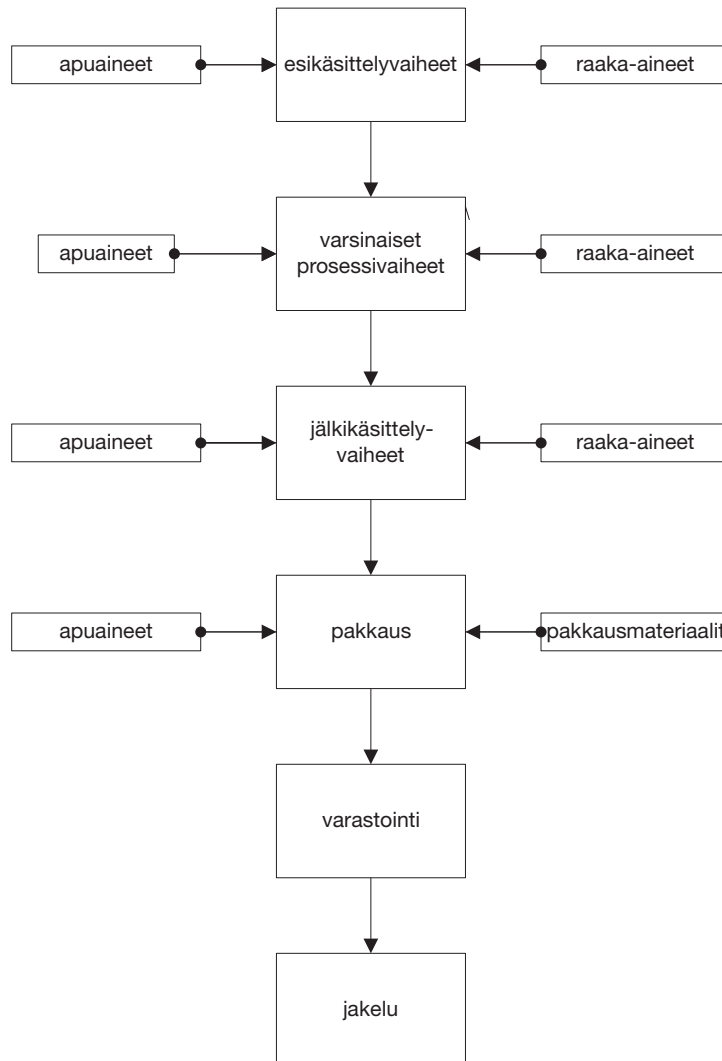 apuaineet
esikäsittelyvaiheet
raaka-aineet
apuaineet
varsinaiset
prosessivaiheet
raaka-aineet
apuaineet
jälkikäsittely-
vaiheet
raaka-aineet
apuaineet
pakkaus
pakkausmateriaalit
varastointi
jakelu